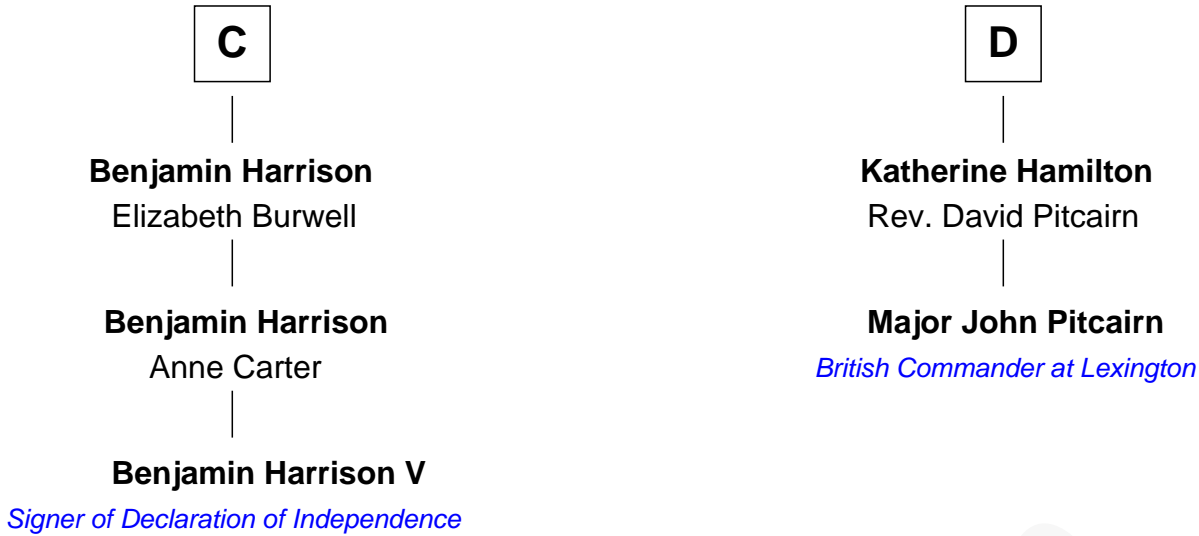 C
Benjamin Harrison
Elizabeth Burwell
Benjamin Harrison
Anne Carter
Benjamin Harrison V
Signer of Declaration of Independence
D
Katherine Hamilton
Rev. David Pitcairn
Major John Pitcairn
British Commander at Lexington